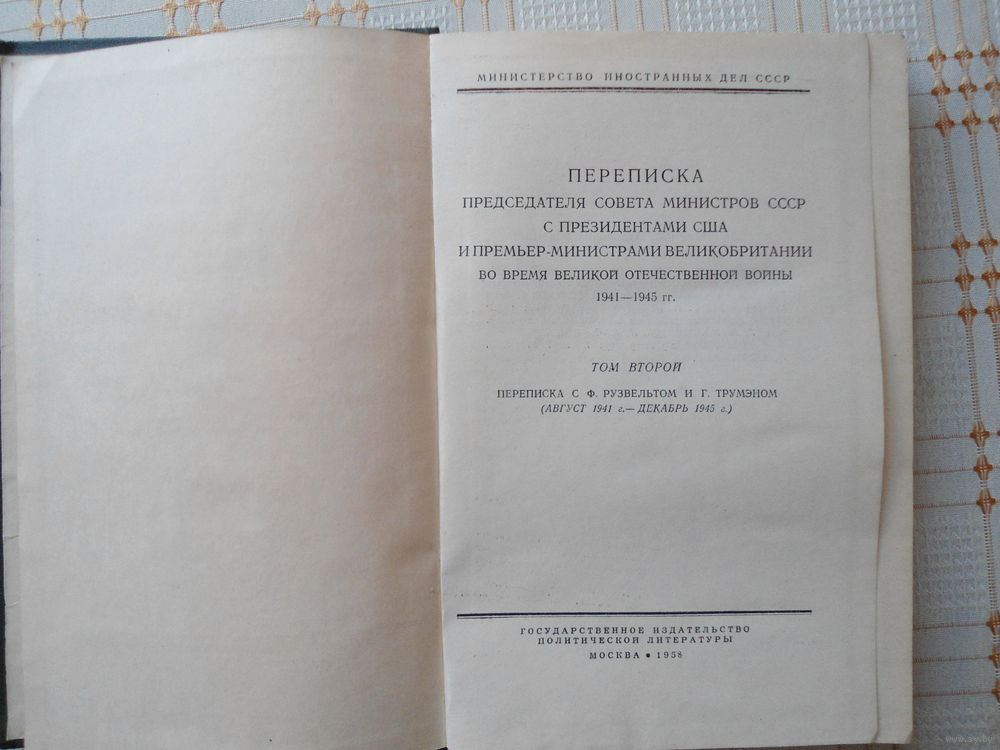 МИНИСТЕРСТВО ИНОСТРАННЫХ ДЕЛ СССР
ПЕРЕПИСКА
ПРЕДСЕДАТЕЛЯ СОВЕТА МИНИСТРОВ СССР
С ПРЕЗИДЕНТАМИ США
И ПРЕМЬЕР-МИНИСТРАМИ ВЕЛИКОБРИТАНИИ
ВО ВРЕМЯ ВЕЛИКОЙ ОТЕЧЕСТВЕННОЙ ВОЙНЫ
1941—1945 гг.
ТОМ ВТОРОЙ
ПЕРЕПИСКА С Ф. РУЗВЕЛЬТОМ И Г. ТРУМЭНОМ
(АВГУСТ 1941 г.—ДЕКАБРЬ 1945 г.)
ГОСУДАРСТВЕННОЕ ИЗДАТЕЛЬСТВО
ПОЛИТИЧЕСКОЙ ЛИТЕРАТУРЫ
МОСКВА • 1958